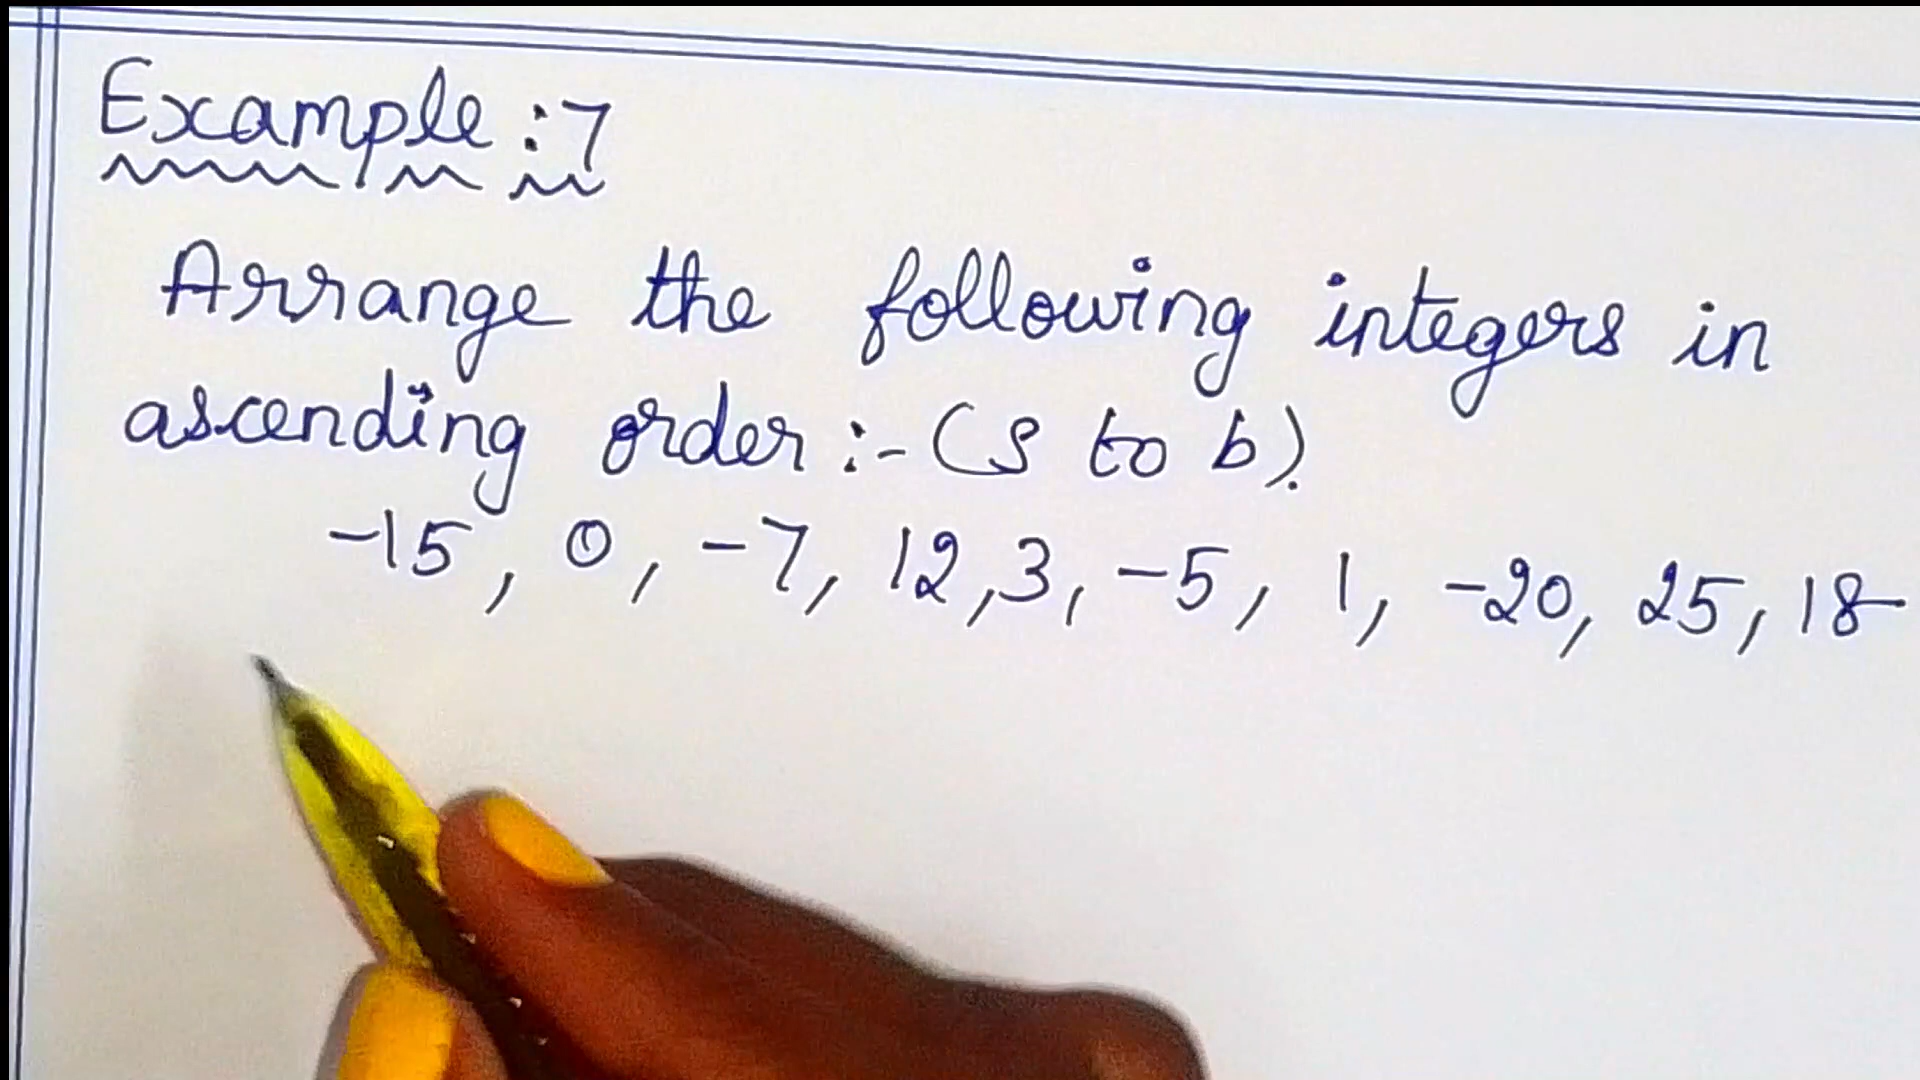 Example :7
Arrange the following integers in
ascending order :- (S to b).
-15, 0, -7, 12, 3, -5, 1, -20, 25, 18